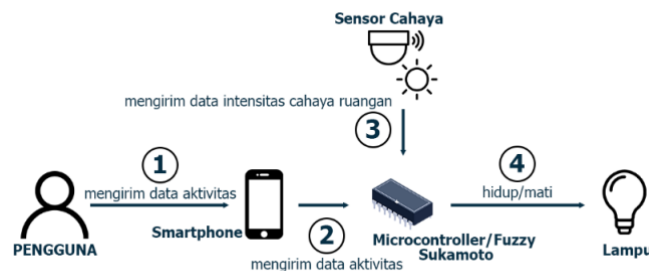 Sensor Cahaya
mengirim data intensitas cahaya ruangan
3
1
mengirim data aktivitas
4
hidup/mati
PENGGUNA
Smartphone
2
mengirim data aktivitas
Microcontroller/Fuzzy
Sukamoto
Lampu